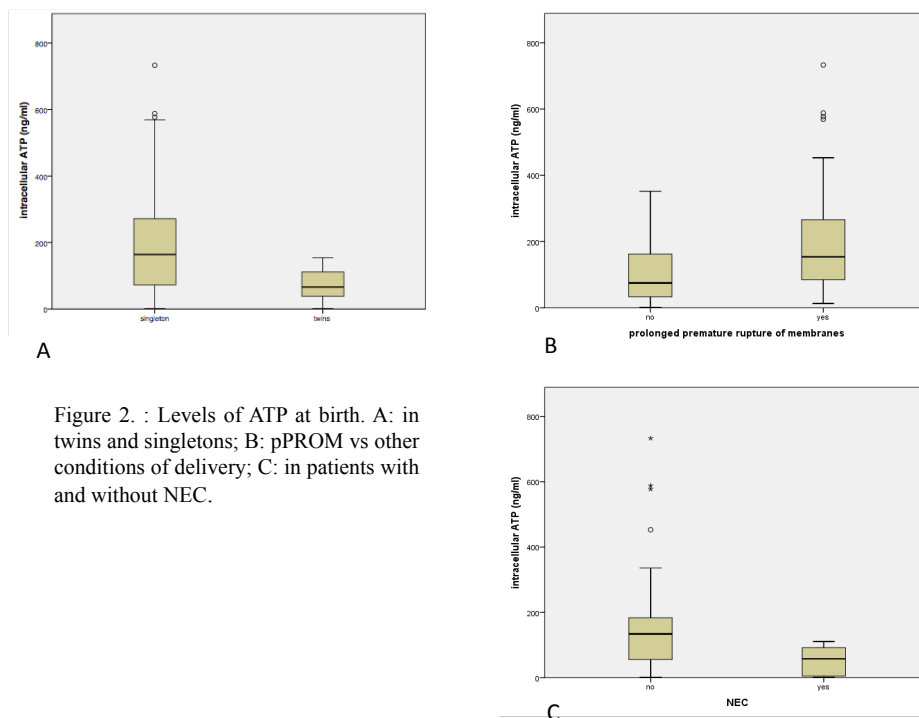 800
600
400
200
0
intracellular ATP (ng/ml)
singleton
twins
A
800
600
400
200
0
intracellular ATP (ng/ml)
no
yes
prolonged premature rupture of membranes
B
Figure 2. : Levels of ATP at birth. A: in
twins and singletons; B: pPROM vs other
conditions of delivery; C: in patients with
and without NEC.
800
600
400
200
0
intracellular ATP (ng/ml)
no
yes
NEC
C